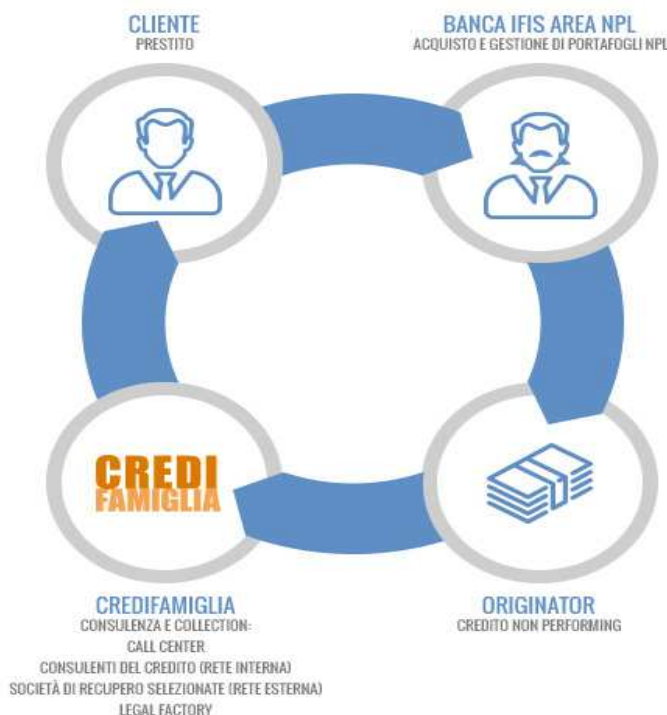 CLIENTE
PRESTITO
BANCA IFIS AREA NPL
ACQUISTO E GESTIONE DI PORTAFOGLI NPL
CREDI
FAMIGLIA
CREDIFAMIGLIA
CONSULENZA E COLLECTION:
CALL CENTER
CONSULENTI DEL CREDITO (RETE INTERNA)
SOCIETÀ DI RECUPERO SELEZIONATE (RETE ESTERNA)
LEGAL FACTORY
ORIGINATOR
CREDITO NON PERFORMING